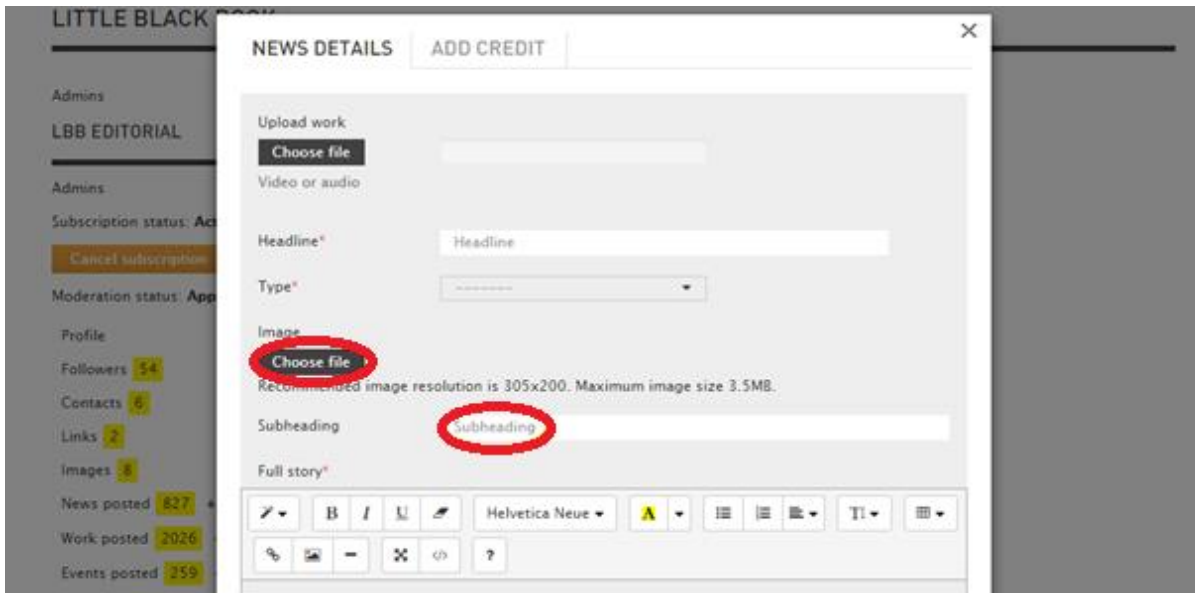 LITTLE BLACK BOOK
Admins
LBB EDITORIAL
Admins
Subscription status: Act
Cancel subscription
Moderation status: App
Profile
Followers 54
Contacts 6
Links 2
Images 8
News posted 827 +
Work posted 2026
Events posted 259
NEWS DETAILS ADD CREDIT ×
Upload work
Choose file
Video or audio
Headline* Headline
Type* -------
Image
Choose file
Recommended image resolution is 305x200. Maximum image size 3.5MB.
Subheading Subheading
Full story*
B I U Helvetica Neue A TI
?